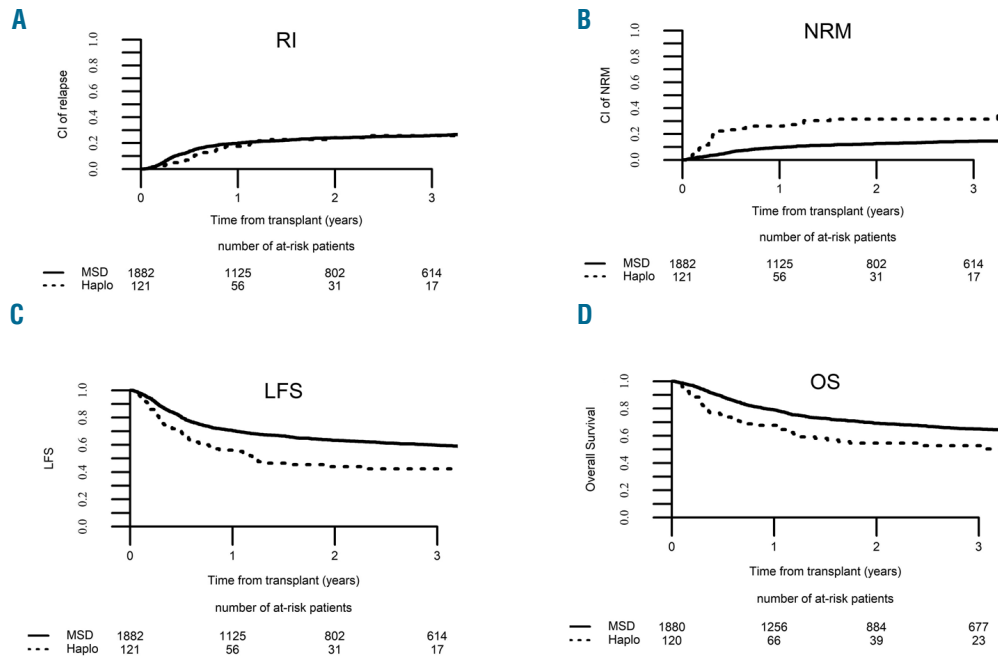 A
RI
CI of relapse
1.0
0.8
0.6
0.4
0.2
0.0
0 1 2 3
Time from transplant (years)
number of at-risk patients
MSD 1882 1125 802 614
Haplo 121 56 31 17
B
NRM
CI of NRM
1.0
0.8
0.6
0.4
0.2
0.0
0 1 2 3
Time from transplant (years)
number of at-risk patients
MSD 1882 1125 802 614
Haplo 121 56 31 17
C
LFS
LFS
1.0
0.8
0.6
0.4
0.2
0.0
0 1 2 3
Time from transplant (years)
number of at-risk patients
MSD 1882 1125 802 614
Haplo 121 56 31 17
D
OS
Overall Survival
1.0
0.8
0.6
0.4
0.2
0.0
0 1 2 3
Time from transplant (years)
number of at-risk patients
MSD 1880 1256 884 677
Haplo 120 66 39 23